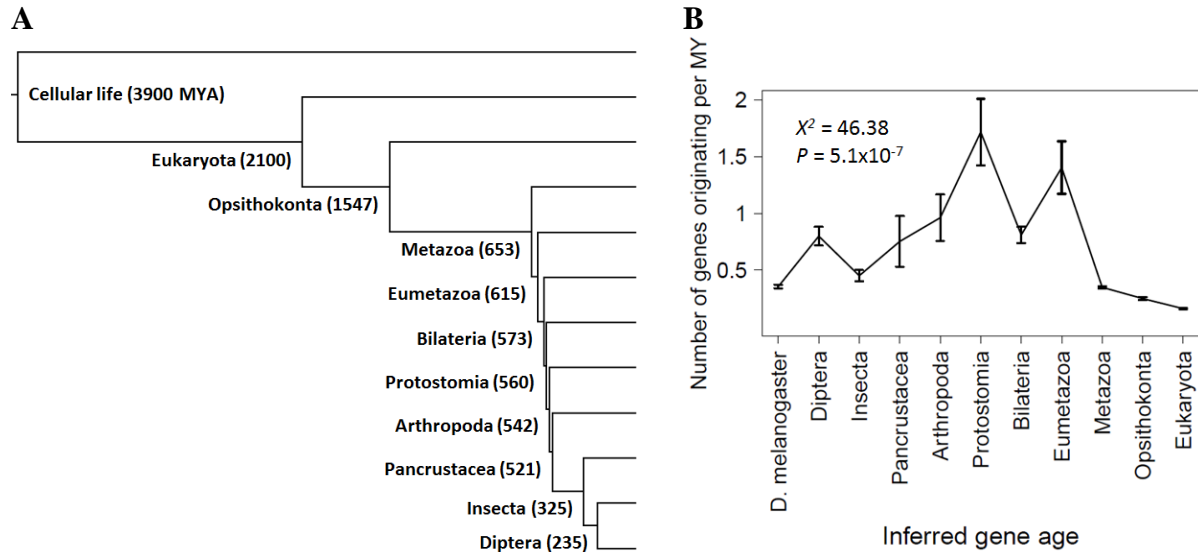 A
Cellular life (3900 MYA)
Eukaryota (2100)
Opsithokonta (1547)
Metazoa (653)
Eumetazoa (615)
Bilateria (573)
Protostomia (560)
Arthropoda (542)
Pancrustacea (521)
Insecta (325)
Diptera (235)
B
Number of genes originating per MY
2
1.5
1
0.5
X² = 46.38
P = 5.1x10⁻⁷
D. melanogaster
Diptera
Insecta
Pancrustacea
Arthropoda
Protostomia
Bilateria
Eumetazoa
Metazoa
Opsithokonta
Eukaryota
Inferred gene age